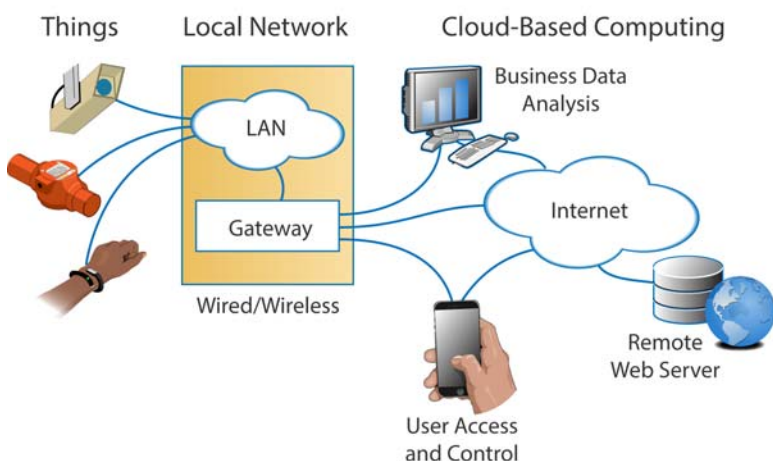 Things
Local Network
Cloud-Based Computing
Business Data
Analysis
LAN
Internet
Gateway
Wired/Wireless
Remote
Web Server
User Access
and Control